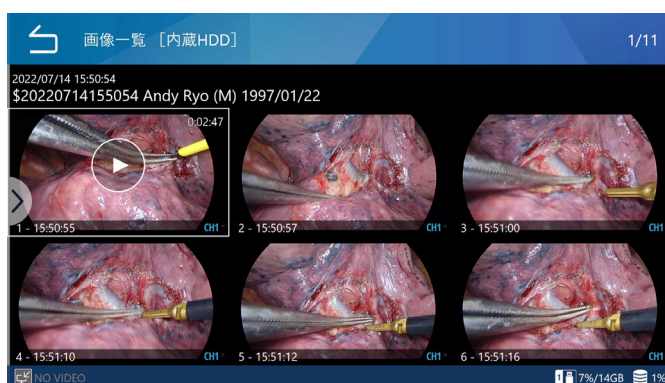 画像一覧 [内蔵HDD]
1/11
2022/07/14 15:50:54
$20220714155054 Andy Ryo (M) 1997/01/22
0:02:47
1 - 15:50:55 CH1
2 - 15:50:57 CH1
3 - 15:51:00 CH1
4 - 15:51:10 CH1
5 - 15:51:12 CH1
6 - 15:51:16 CH1
NO VIDEO
1 7%/14GB 1%